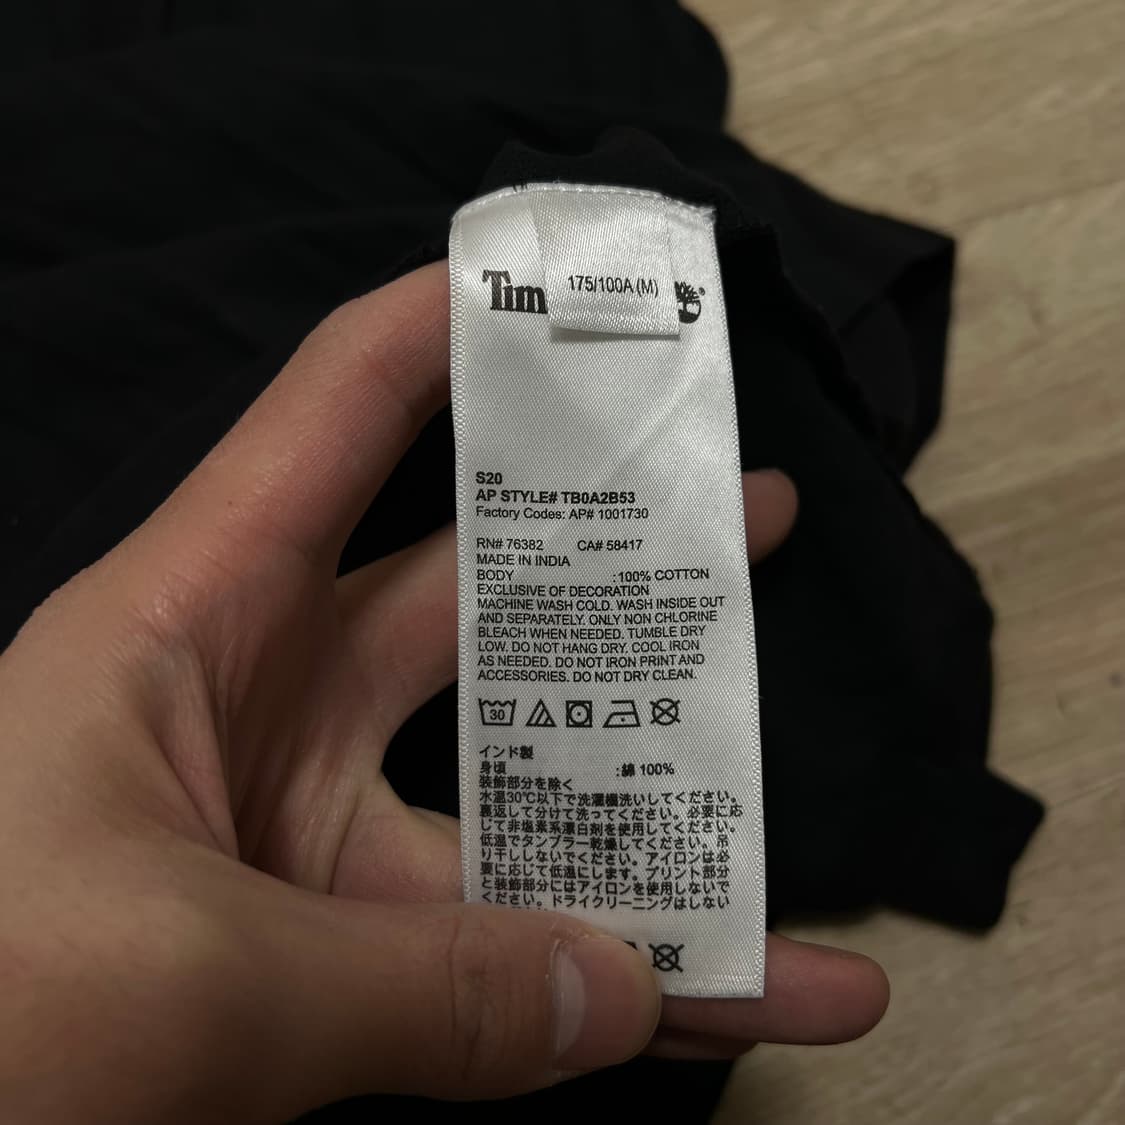 Tim
175/100A (M)
S20
AP STYLE# TB0A2B53
Factory Codes: AP# 1001730
RN# 76382 CA# 58417
MADE IN INDIA
BODY :100% COTTON
EXCLUSIVE OF DECORATION
MACHINE WASH COLD. WASH INSIDE OUT
AND SEPARATELY. ONLY NON CHLORINE
BLEACH WHEN NEEDED. TUMBLE DRY
LOW. DO NOT HANG DRY. COOL IRON
AS NEEDED. DO NOT IRON PRINT AND
ACCESSORIES. DO NOT DRY CLEAN.
30
インド製
身頃 :綿 100%
装飾部分を除く
水温30℃以下で洗濯機洗いしてください。
裏返して分けて洗ってください。必要に応
じて非塩素系漂白剤を使用してください。
低温でタンブラー乾燥してください。吊
り干ししないでください。アイロンは必
要に応じて低温にします。プリント部分
と装飾部分にはアイロンを使用しないで
ください。ドライクリーニングはしない